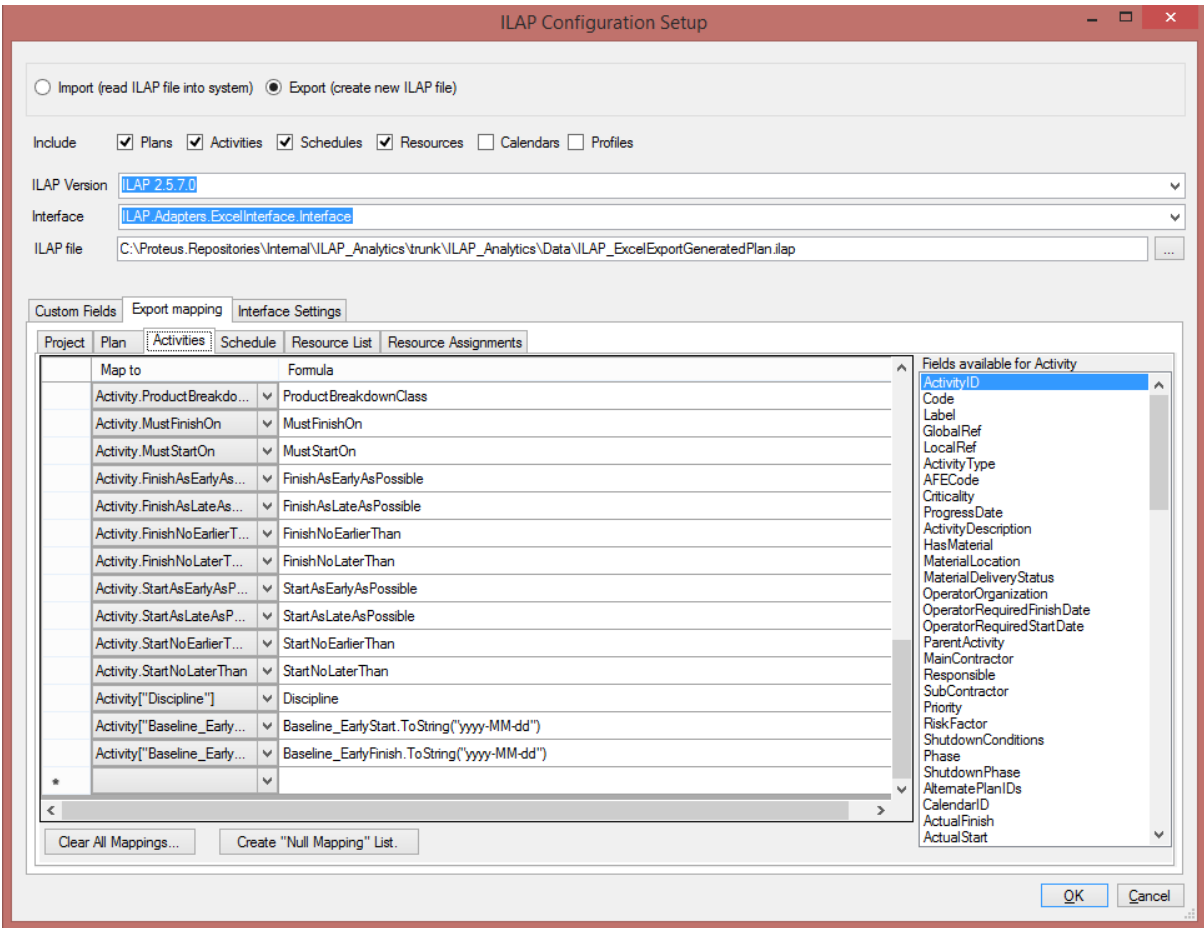 ILAP Configuration Setup
Import (read ILAP file into system) Export (create new ILAP file)
Include Plans Activities Schedules Resources Calendars Profiles
ILAP Version ILAP 2.5.7.0
Interface ILAP.Adapters.ExcelInterface.Interface
ILAP file C:\Proteus.Repositories\Internal\ILAP_Analytics\trunk\ILAP_Analytics\Data\ILAP_ExcelExportGeneratedPlan.ilap ...
Custom Fields Export mapping Interface Settings
Project Plan Activities Schedule Resource List Resource Assignments
Map to Formula
Activity.ProductBreakdo... ProductBreakdownClass
Activity.MustFinishOn MustFinishOn
Activity.MustStartOn MustStartOn
Activity.FinishAsEarlyAs... FinishAsEarlyAsPossible
Activity.FinishAsLateAs... FinishAsLateAsPossible
Activity.FinishNoEarlierT... FinishNoEarlierThan
Activity.FinishNoLaterT... FinishNoLaterThan
Activity.StartAsEarlyAsP... StartAsEarlyAsPossible
Activity.StartAsLateAsP... StartAsLateAsPossible
Activity.StartNoEarlierT... StartNoEarlierThan
Activity.StartNoLaterThan StartNoLaterThan
Activity["Discipline"] Discipline
Activity["Baseline_Early... Baseline_EarlyStart.ToString("yyyy-MM-dd")
Activity["Baseline_Early... Baseline_EarlyFinish.ToString("yyyy-MM-dd")
*
Fields available for Activity
ActivityID
Code
Label
GlobalRef
LocalRef
ActivityType
AFECode
Criticality
ProgressDate
ActivityDescription
HasMaterial
MaterialLocation
MaterialDeliveryStatus
OperatorOrganization
OperatorRequiredFinishDate
OperatorRequiredStartDate
ParentActivity
MainContractor
Responsible
SubContractor
Priority
RiskFactor
ShutdownConditions
Phase
ShutdownPhase
AlternatePlanIDs
CalendarID
ActualFinish
ActualStart
Clear All Mappings... Create "Null Mapping" List.
OK Cancel